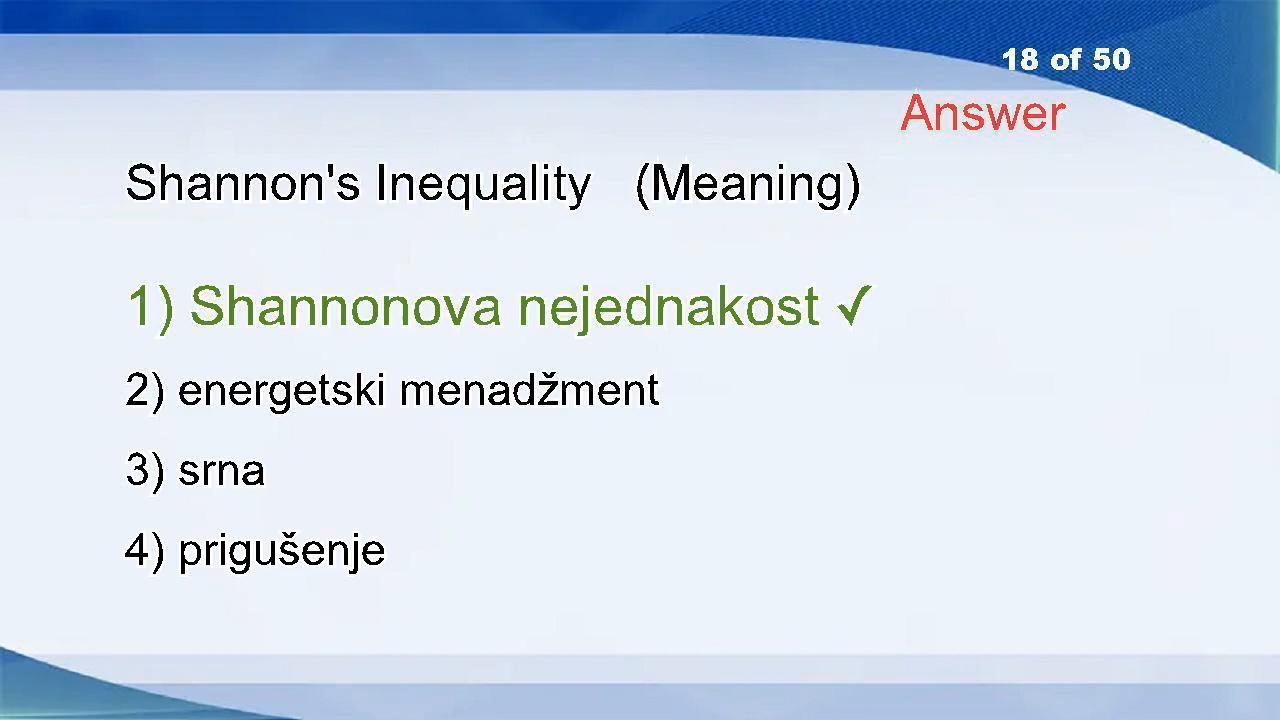 18 of 50
Answer
Shannon's Inequality (Meaning)
1) Shannonova nejednakost ✓
2) energetski menadžment
3) srna
4) prigušenje